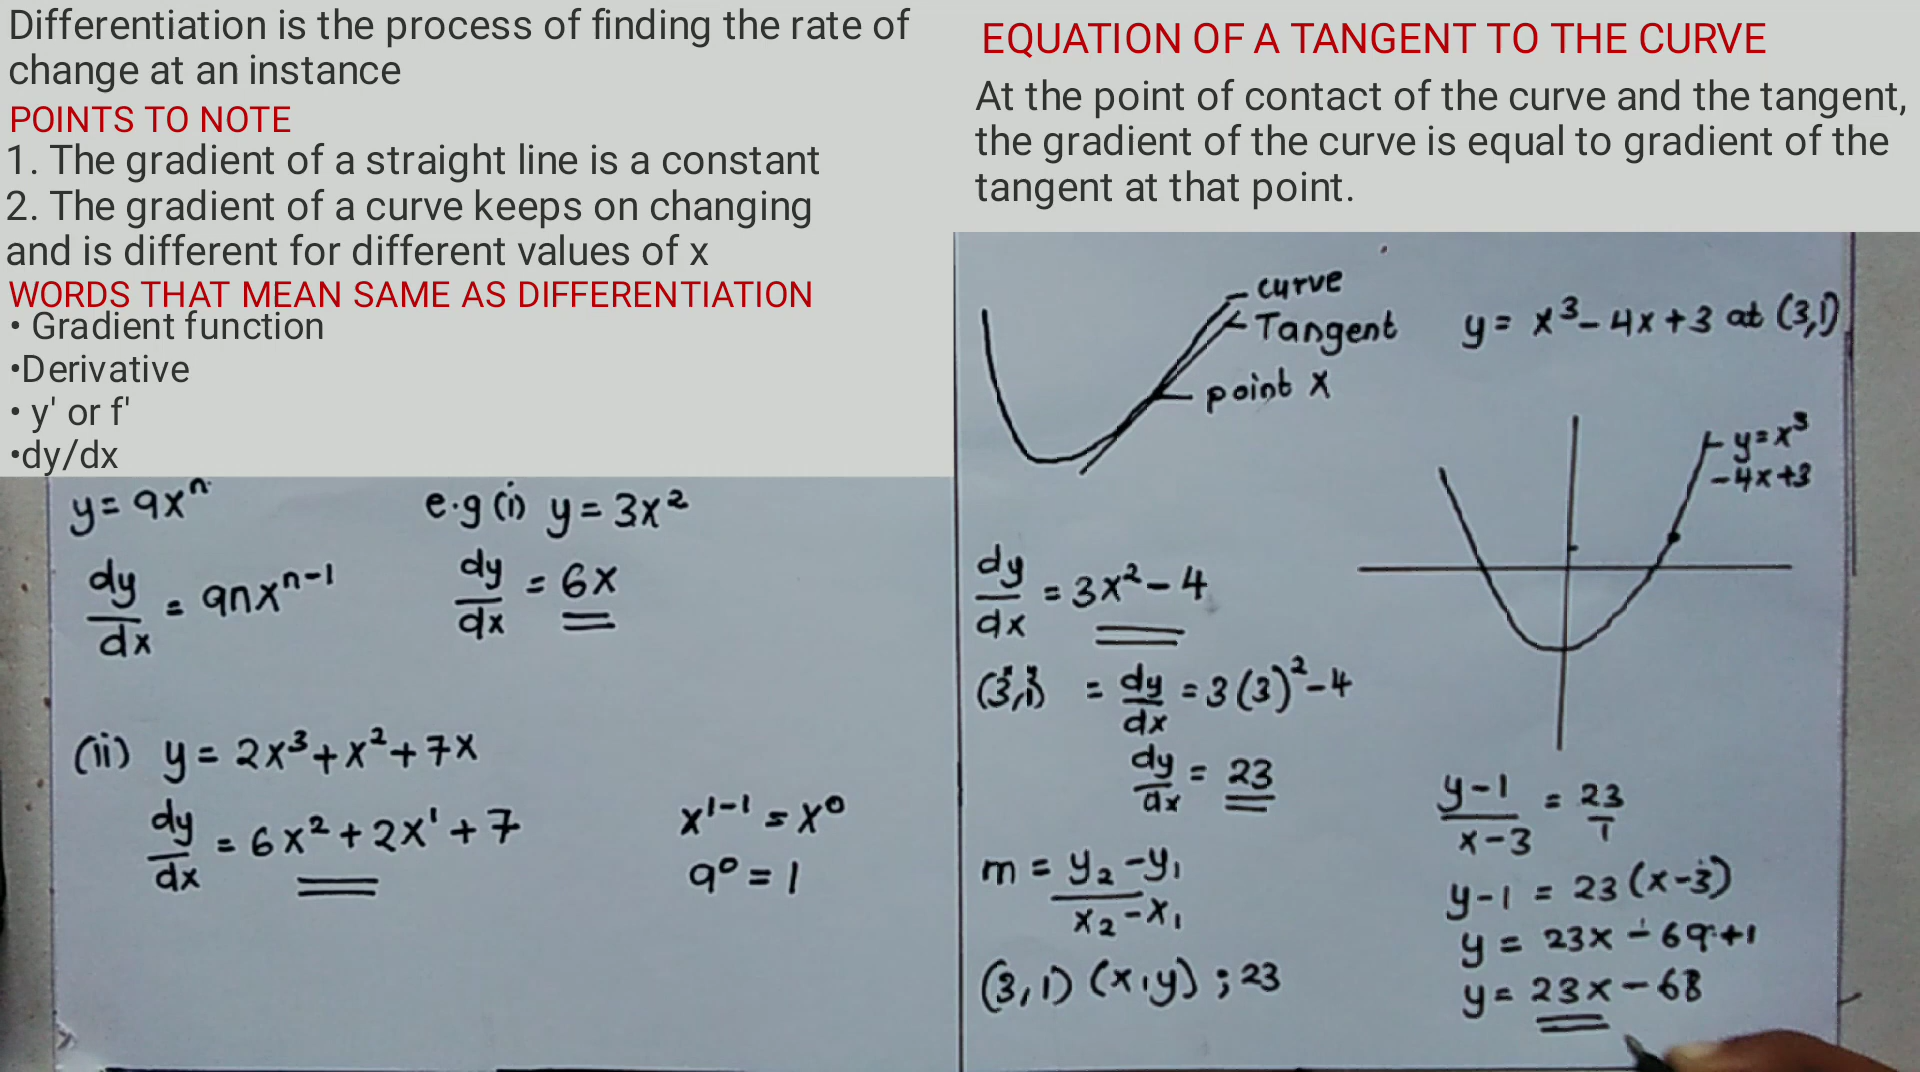 Differentiation is the process of finding the rate of
change at an instance
POINTS TO NOTE
1. The gradient of a straight line is a constant
2. The gradient of a curve keeps on changing
and is different for different values of x
WORDS THAT MEAN SAME AS DIFFERENTIATION
• Gradient function
•Derivative
• y' or f'
•dy/dx
y = ax^n
dy/dx = anx^(n-1)
e.g (i) y = 3x²
dy/dx = 6x
(ii) y = 2x³ + x² + 7x
dy/dx = 6x² + 2x¹ + 7
x^(1-1) = x⁰
a⁰ = 1
EQUATION OF A TANGENT TO THE CURVE
At the point of contact of the curve and the tangent,
the gradient of the curve is equal to gradient of the
tangent at that point.
curve
Tangent
point X
y = x³ - 4x + 3 at (3,1)
y = x³
- 4x + 3
dy/dx = 3x² - 4
(3,1) = dy/dx = 3(3)² - 4
dy/dx = 23
m = y₂ - y₁ / x₂ - x₁
(3,1) (x,y) ; 23
y-1 / x-3 = 23/1
y-1 = 23(x-3)
y = 23x - 69 + 1
y = 23x - 68